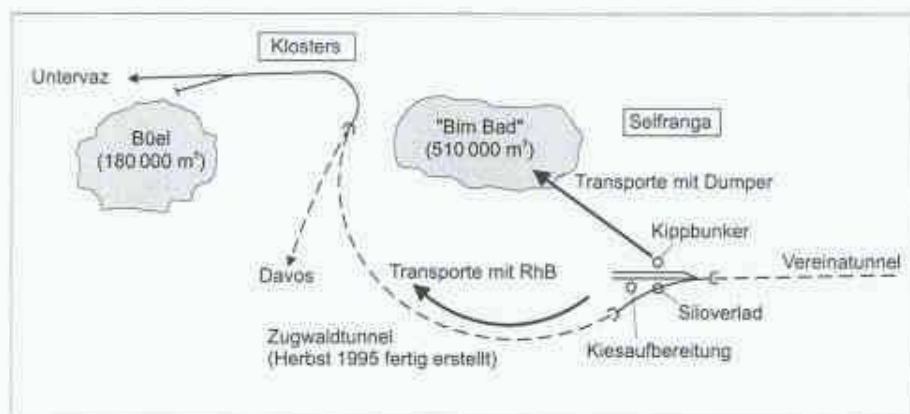 Klosters
Untervaz
Büel
(180 000 m³)
"Bim Bad"
(510 000 m³)
Selfranga
Transporte mit Dumper
Kippbunker
Davos
Transporte mit RhB
Vereinatunnel
Siloverlad
Zugwaldtunnel
(Herbst 1995 fertig erstellt)
Kiesaufbereitung